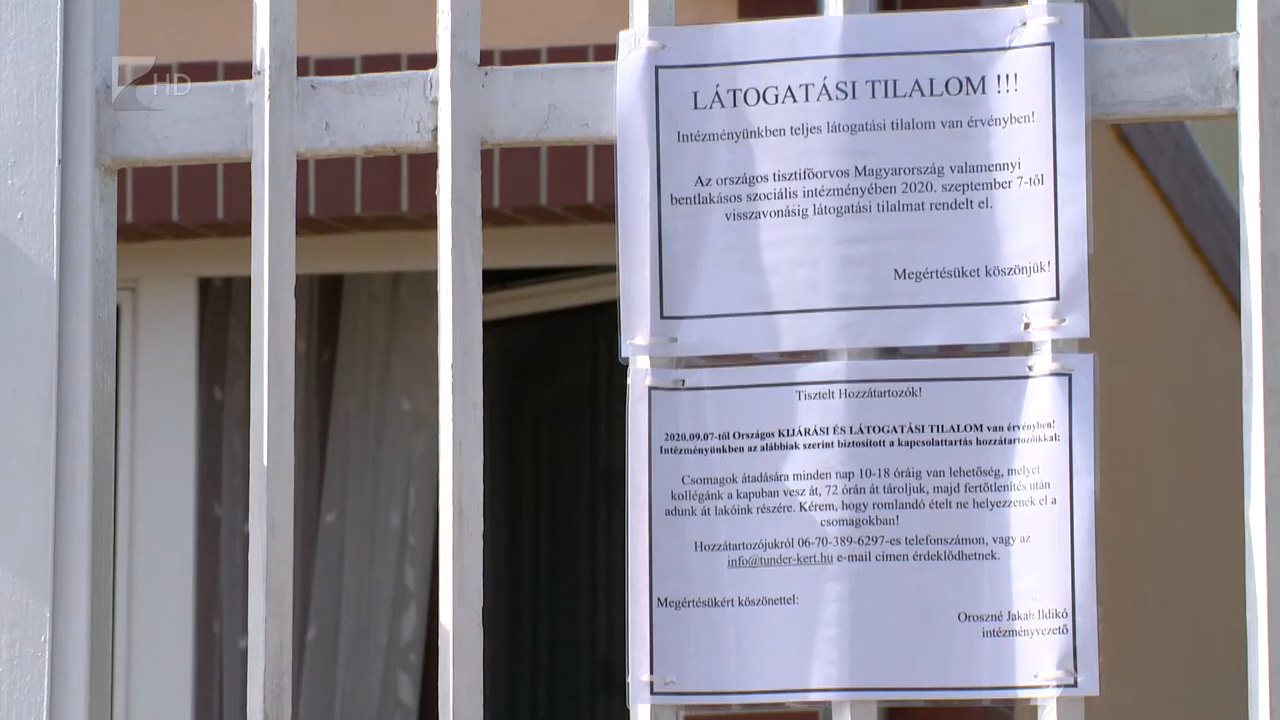 HD
LÁTOGATÁSI TILALOM !!!
Intézményünkben teljes látogatási tilalom van érvényben!
Az országos tisztifőorvos Magyarország valamennyi
bentlakásos szociális intézményében 2020. szeptember 7-től
visszavonásig látogatási tilalmat rendelt el.
Megértésüket köszönjük!
Tisztelt Hozzátartozók!
2020.09.07-től Országos KIJÁRÁSI ÉS LÁTOGATÁSI TILALOM van érvényben!
Intézményünkben az alábbiak szerint biztosított a kapcsolattartás hozzátartozóikkal:
Csomagok átadására minden nap 10-18 óráig van lehetőség, melyet
kollégánk a kapuban vesz át, 72 órán át tároljuk, majd fertőtlenítés után
adunk át lakóink részére. Kérem, hogy romlandó ételt ne helyezzenek el a
csomagokban!
Hozzátartozójukról 06-70-389-6297-es telefonszámon, vagy az
info@tunder-kert.hu e-mail címen érdeklődhetnek.
Megértésükért köszönettel:
Oroszné Jakab Ildikó
intézményvezető